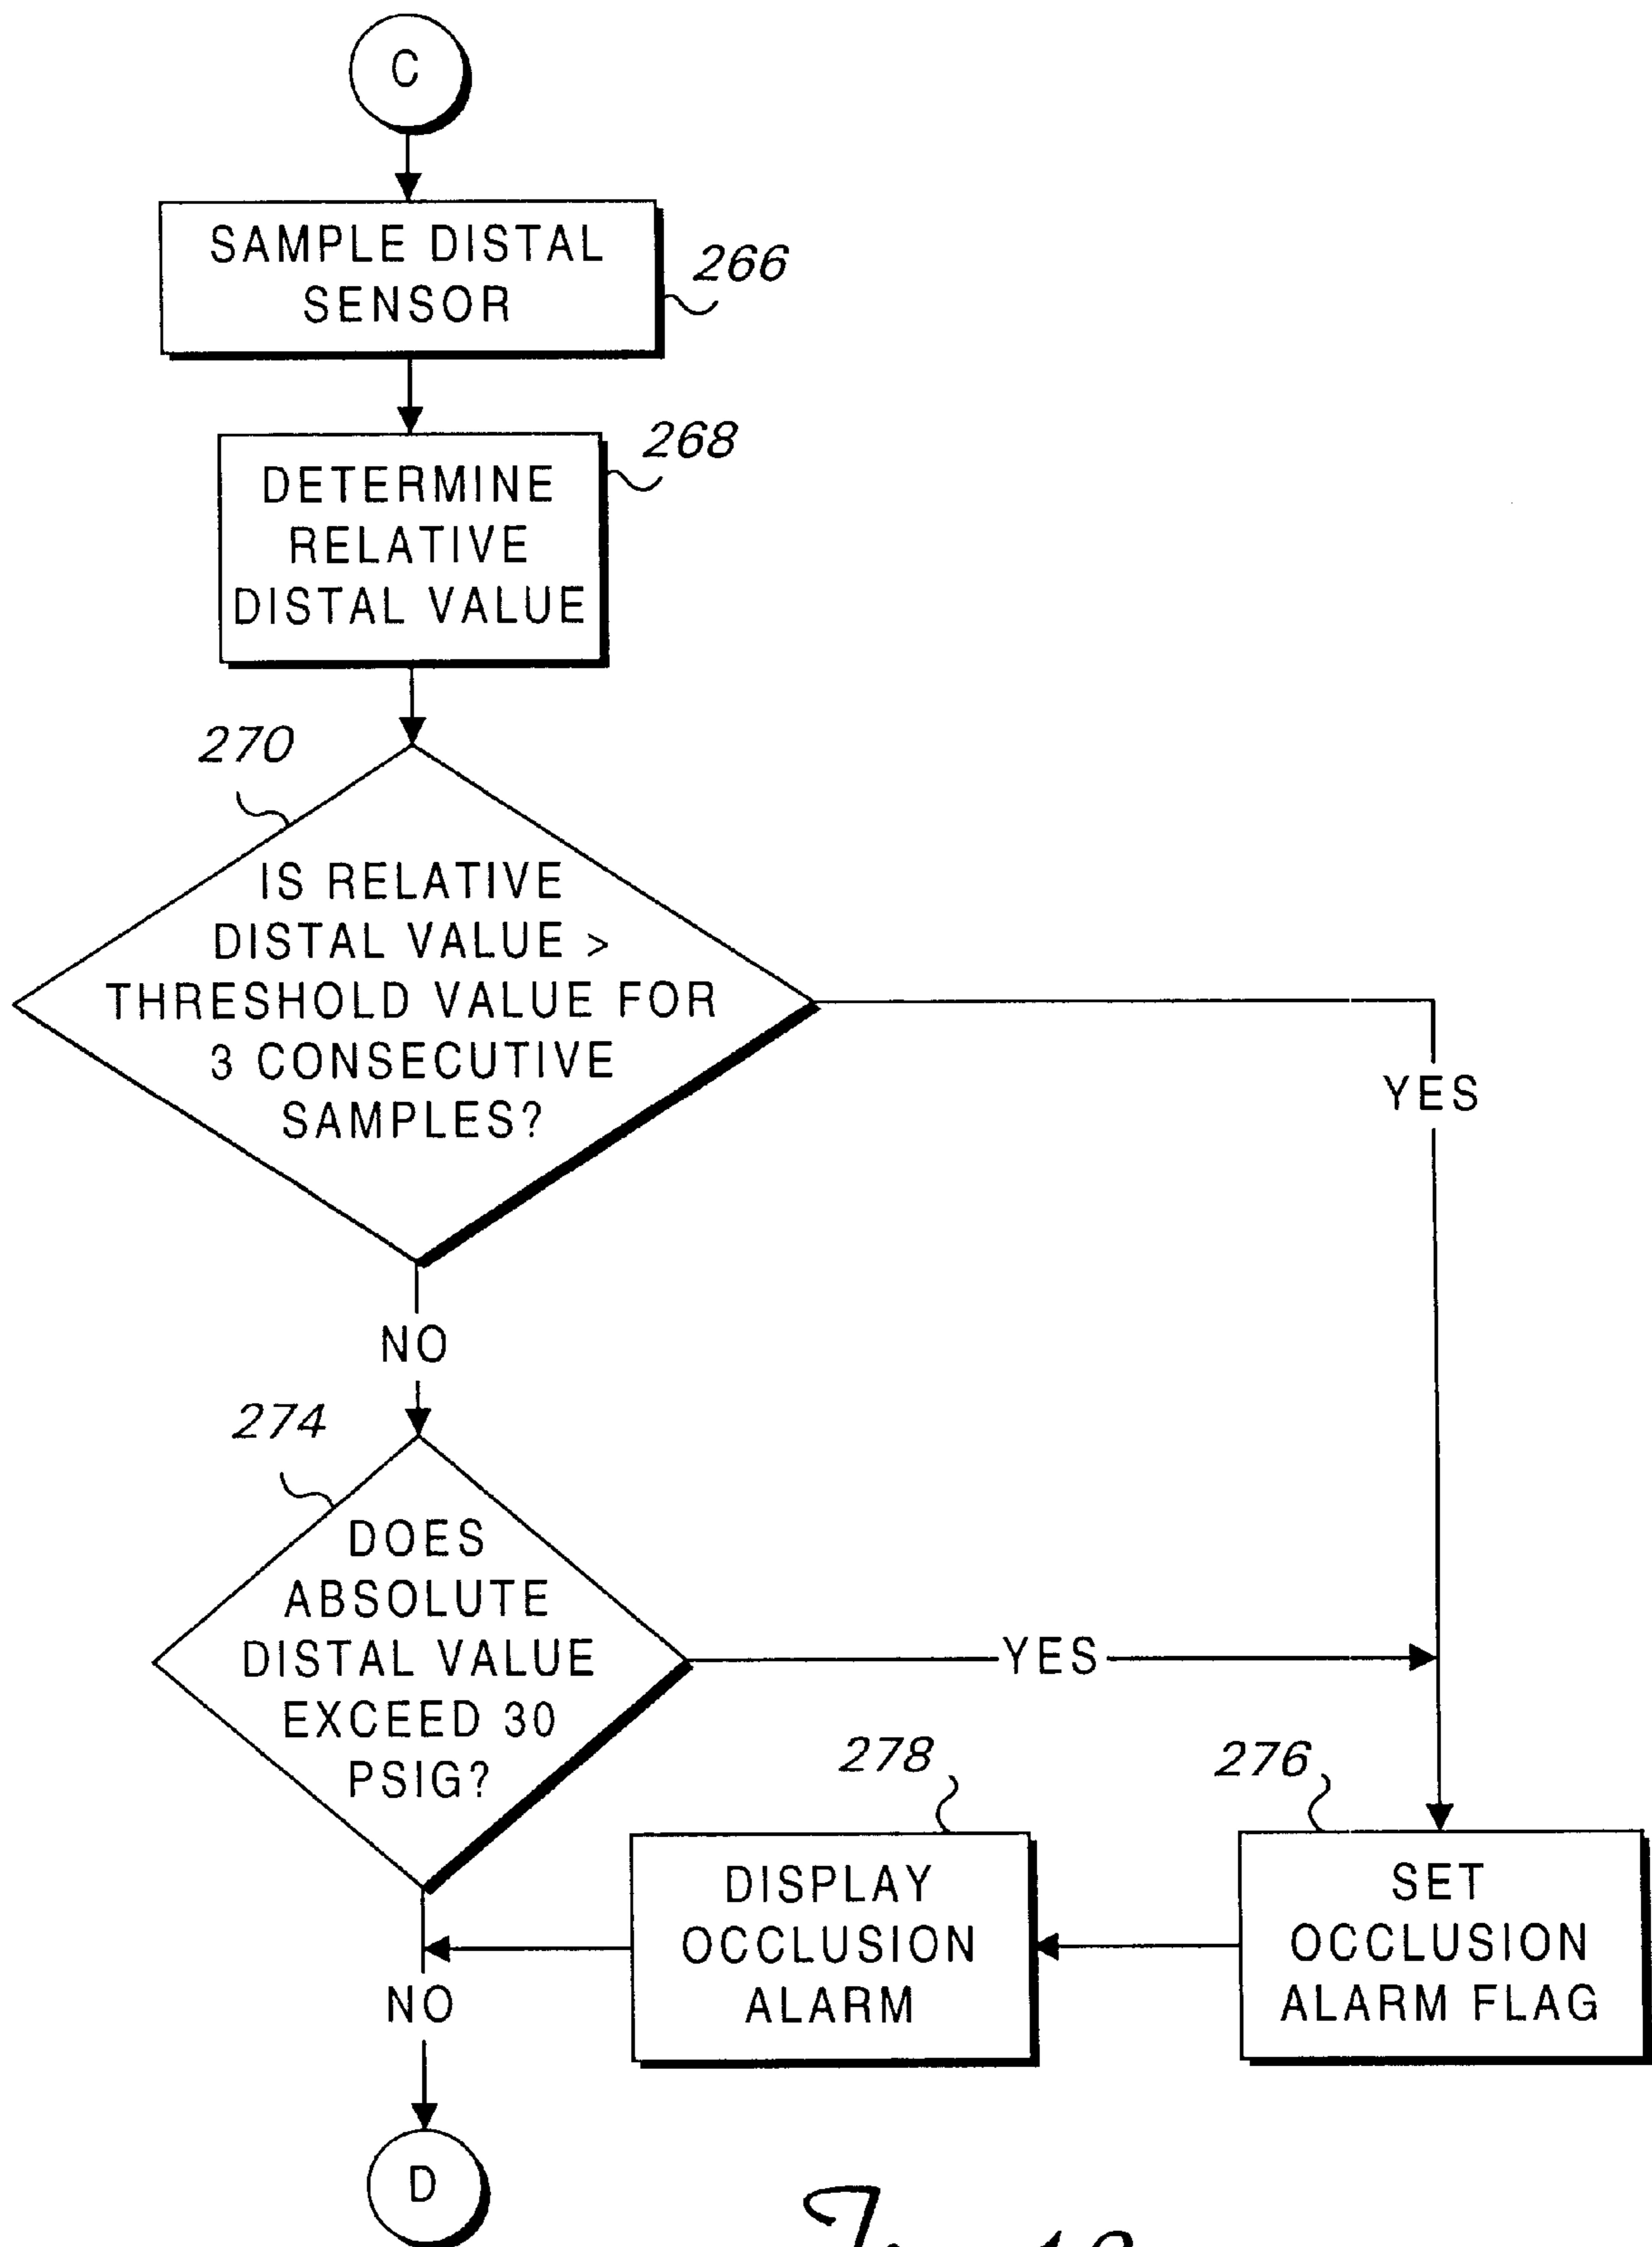 C
SAMPLE DISTAL
SENSOR
266
DETERMINE
RELATIVE
DISTAL VALUE
268
270
IS RELATIVE
DISTAL VALUE >
THRESHOLD VALUE FOR
3 CONSECUTIVE
SAMPLES?
YES
NO
274
DOES
ABSOLUTE
DISTAL VALUE
EXCEED 30
PSIG?
YES
278
DISPLAY
OCCLUSION
ALARM
276
SET
OCCLUSION
ALARM FLAG
NO
D